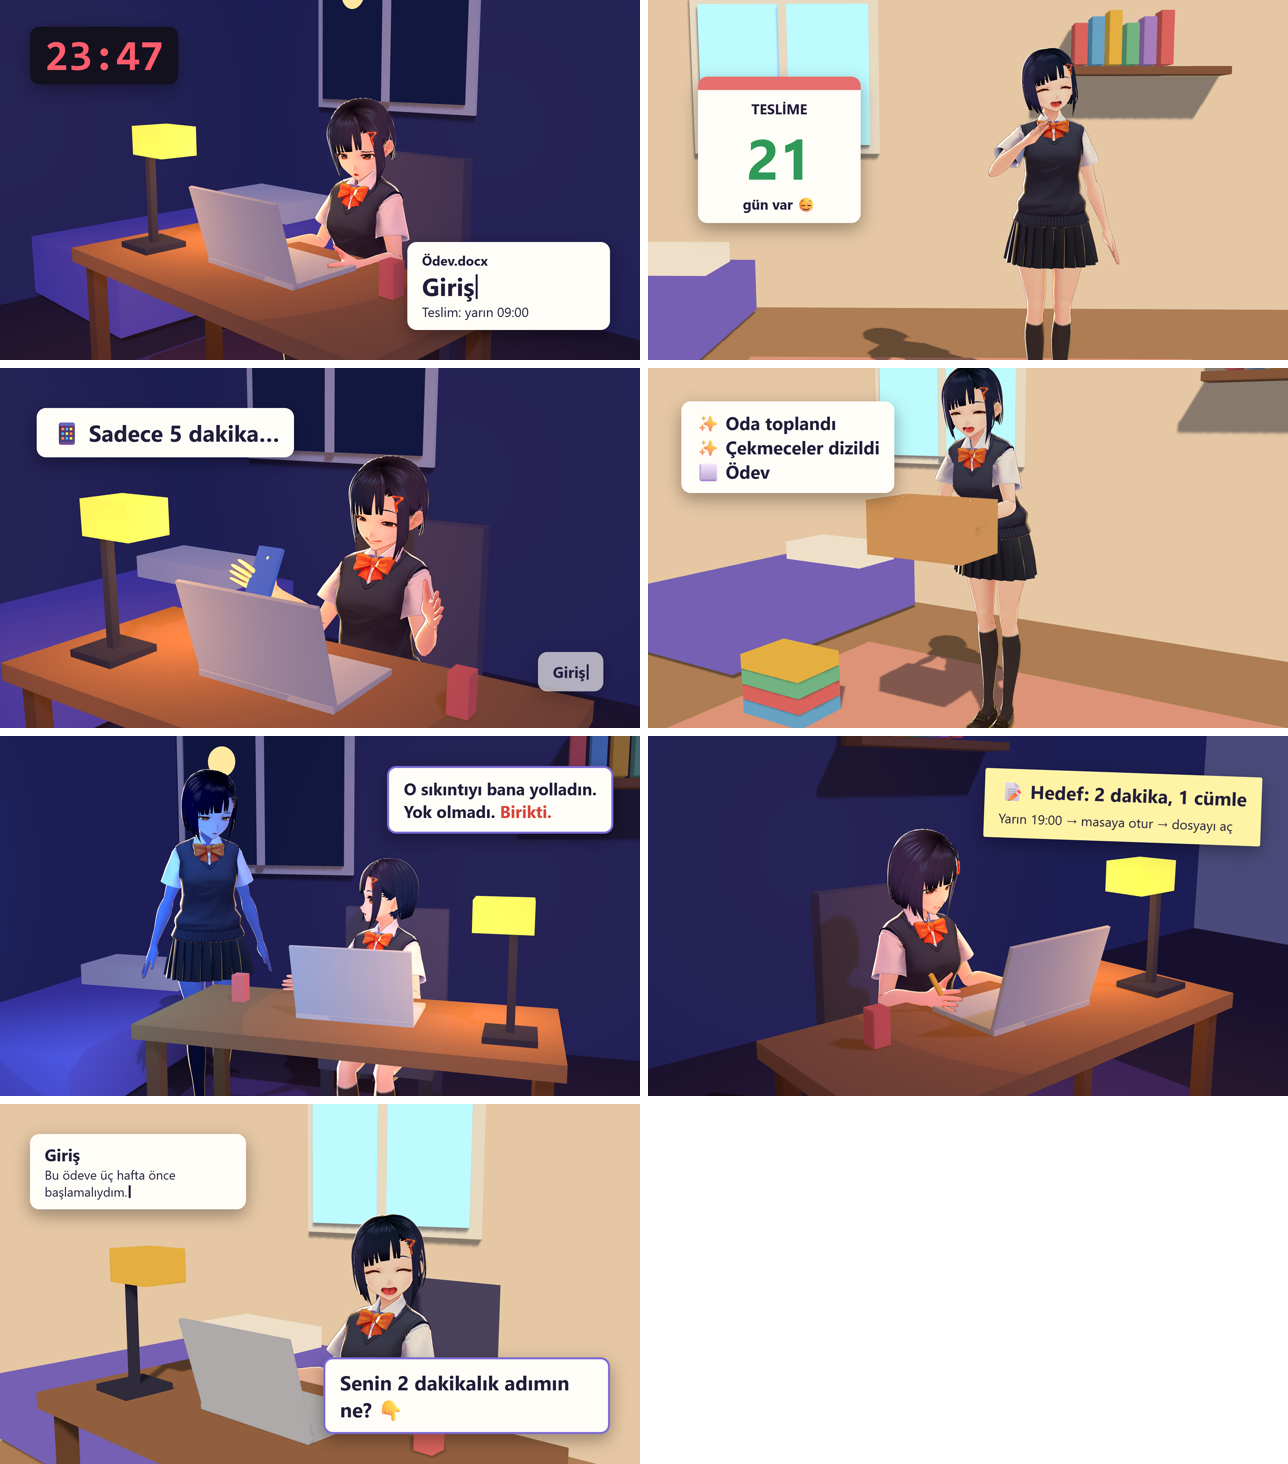 23:47
Ödev.docx
Giriş
Teslim: yarın 09:00
TESLİME
21
gün var 😌
📱 Sadece 5 dakika...
Giriş
✨ Oda toplandı
✨ Çekmeceler dizildi
⬜ Ödev
O sıkıntıyı bana yolladın.
Yok olmadı. Birikti.
📝 Hedef: 2 dakika, 1 cümle
Yarın 19:00 → masaya otur → dosyayı aç
Giriş
Bu ödeve üç hafta önce
başlamalıydım.
Senin 2 dakikalık adımın
ne? 👇